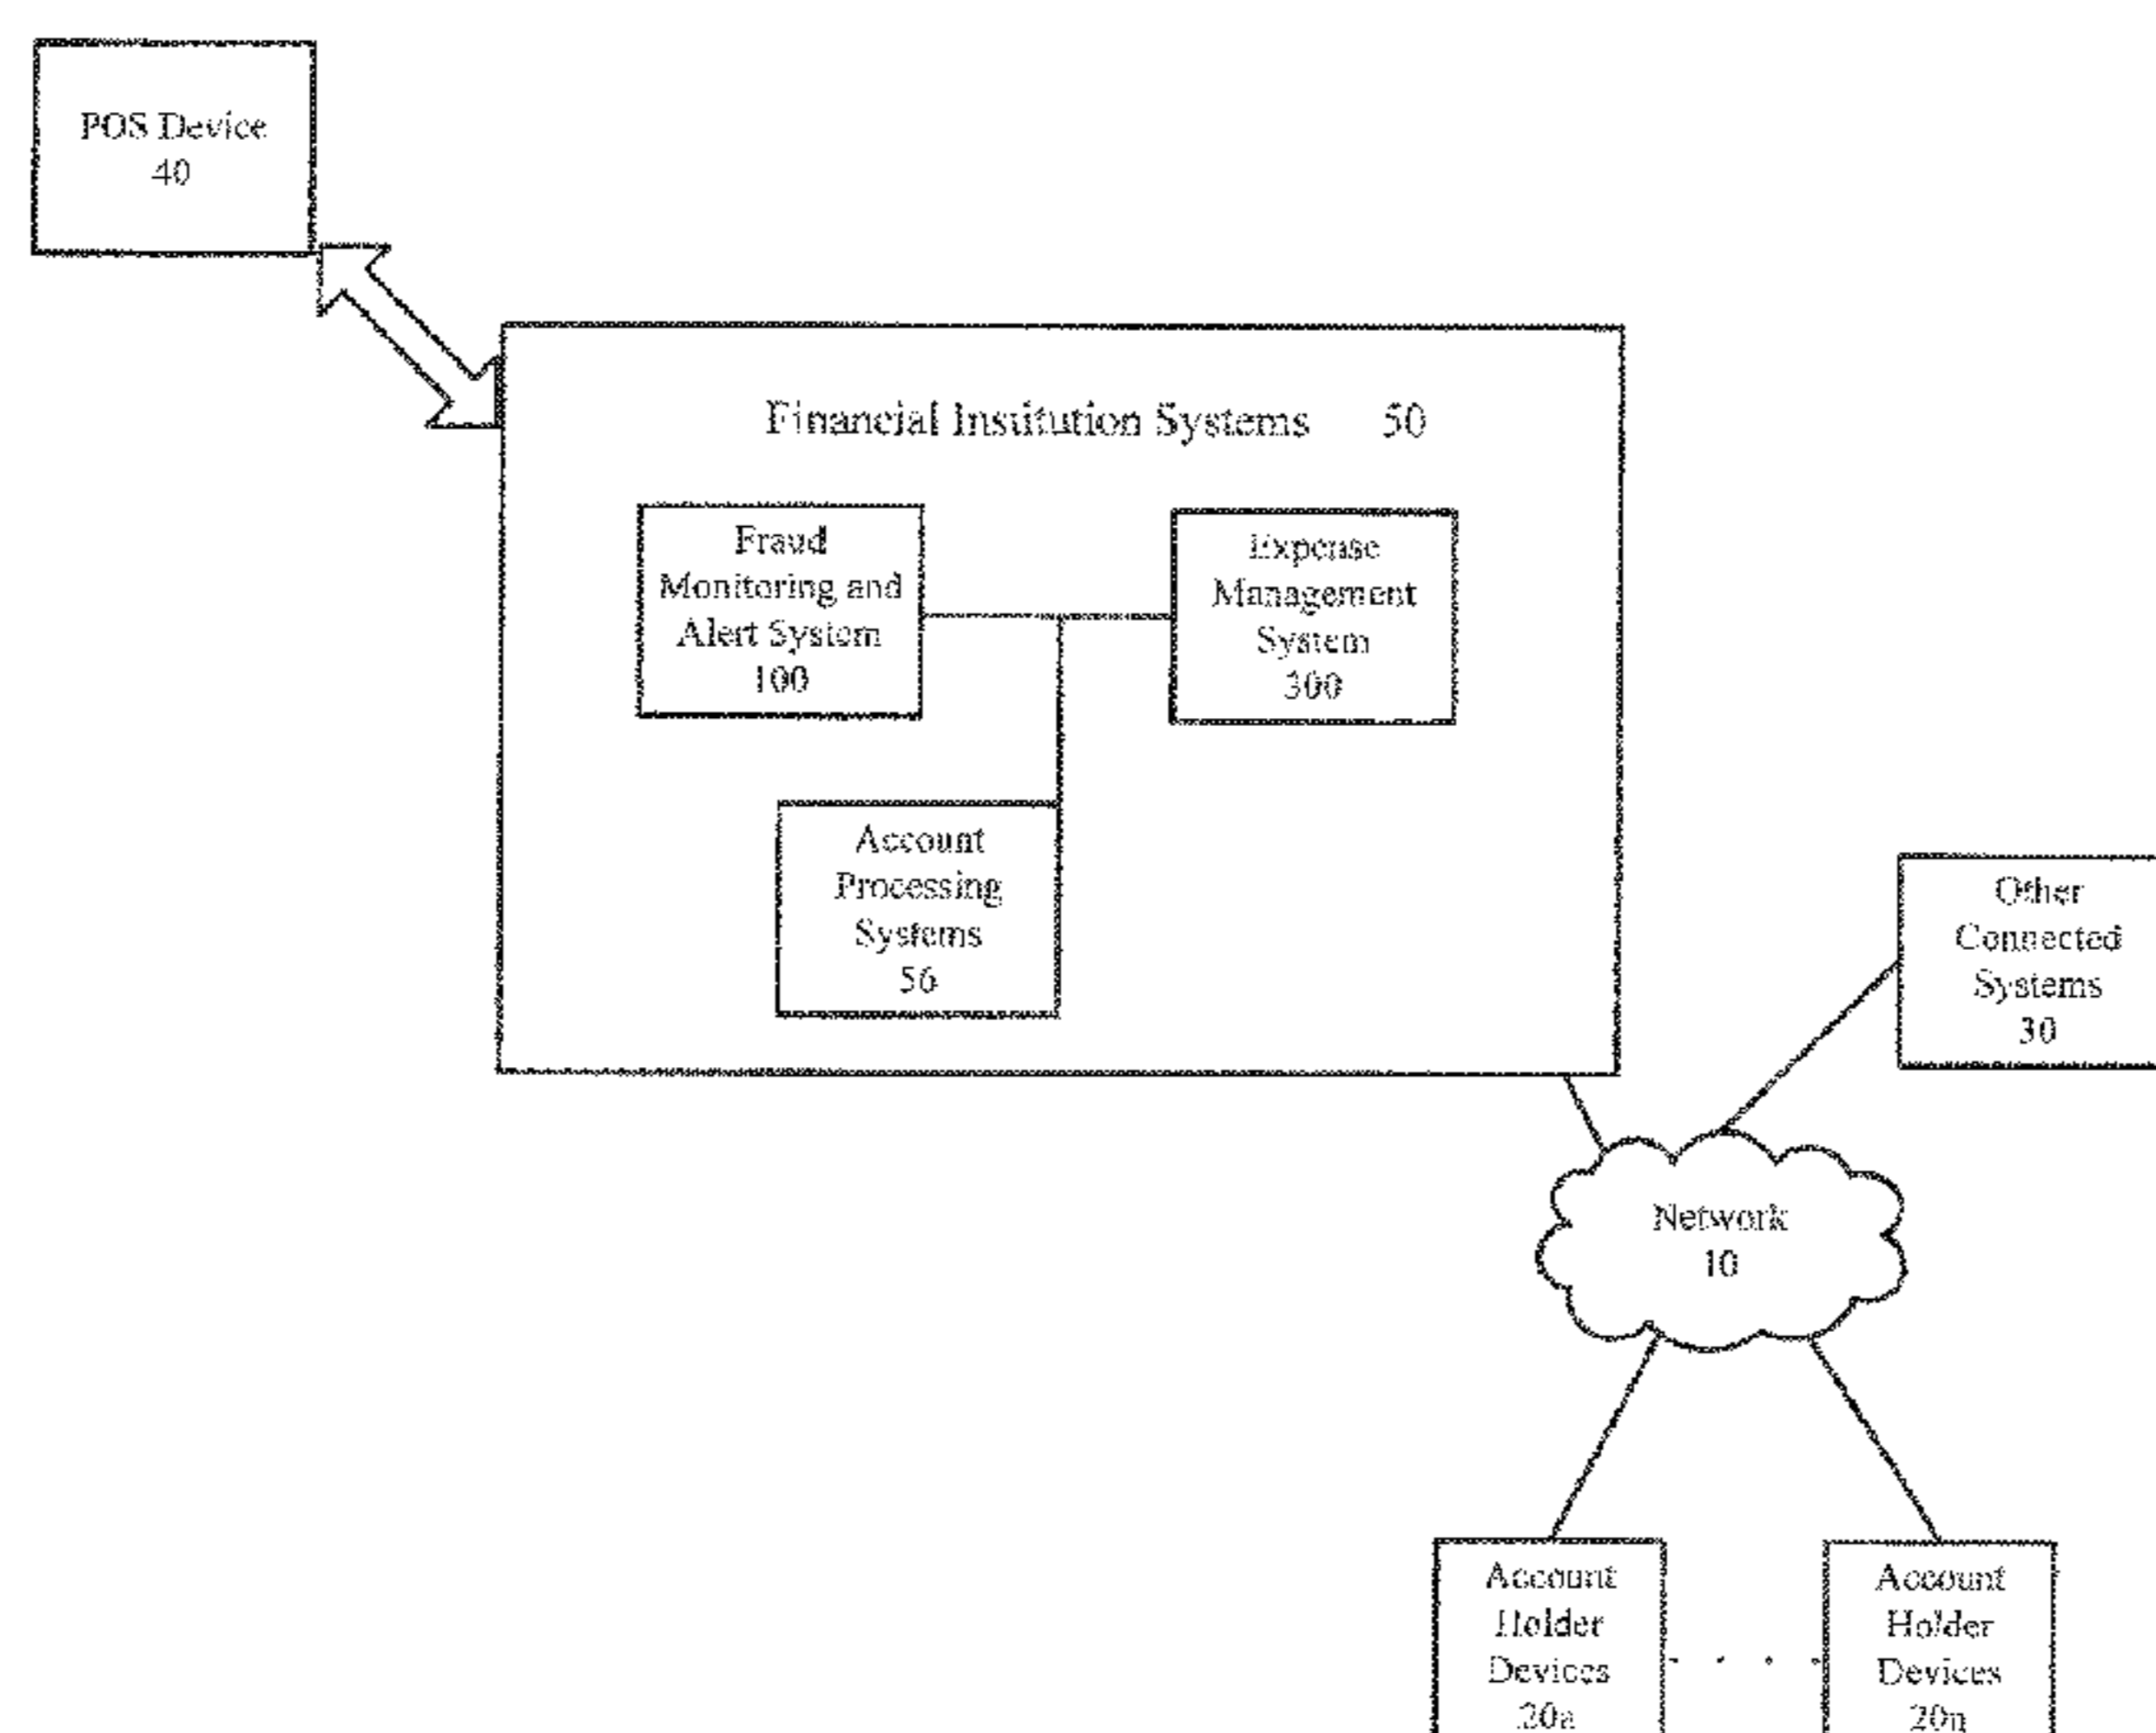 POS Device
40
Financial Institution Systems 50
Fraud
Monitoring and
Alert System
100
Expense
Management
System
300
Account
Processing
Systems
56
Other
Connected
Systems
30
Network
10
Account
Holder
Devices
20a
Account
Holder
Devices
20n